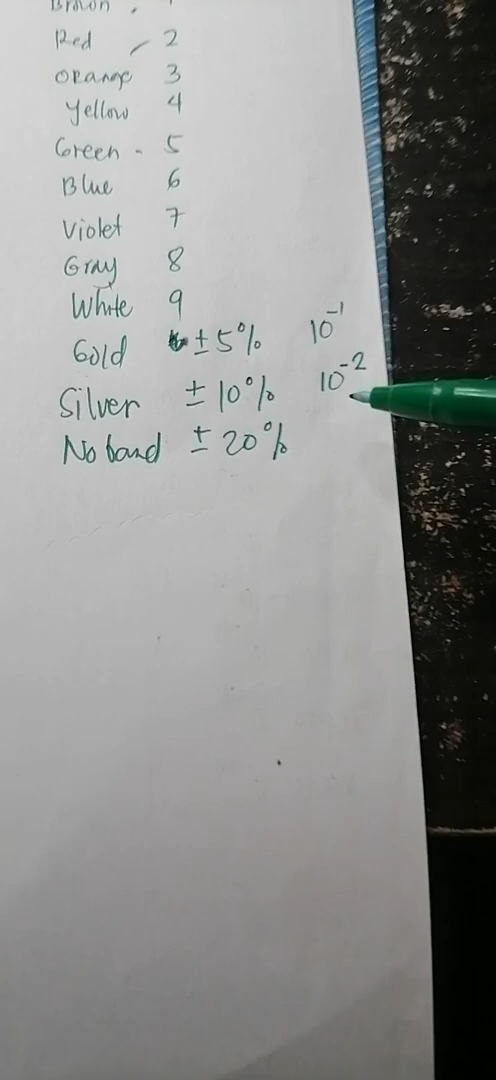 Brown
Red 2
Orange 3
Yellow 4
Green - 5
Blue 6
Violet 7
Gray 8
White 9
Gold ±5% 10⁻¹
Silver ±10% 10⁻²
No band ±20%